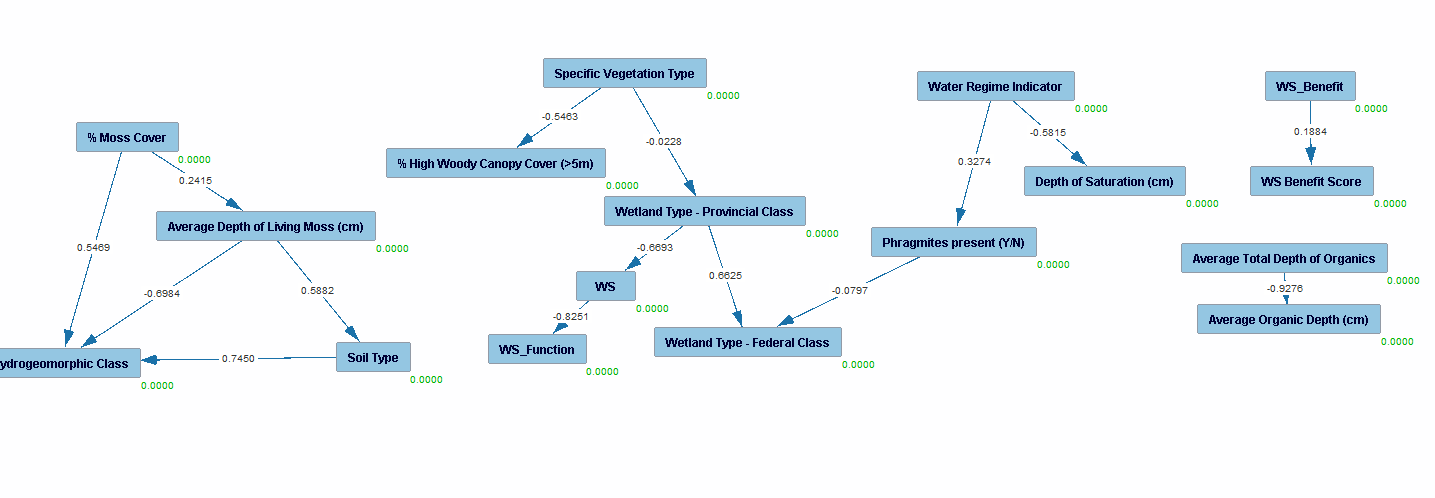 Specific Vegetation Type
0.0000
Water Regime Indicator
0.0000
WS_Benefit
0.0000
-0.5463
% Moss Cover
0.0000
-0.0228
-0.5815
0.1884
0.3274
% High Woody Canopy Cover (>5m)
0.0000
0.2415
Depth of Saturation (cm)
0.0000
WS Benefit Score
0.0000
Wetland Type - Provincial Class
0.0000
Average Depth of Living Moss (cm)
0.0000
Phragmites present (Y/N)
0.0000
0.5469
-0.6693
Average Total Depth of Organics
0.0000
0.6625
WS
0.0000
-0.6984
0.5882
-0.0797
-0.9276
-0.8251
Average Organic Depth (cm)
0.0000
Wetland Type - Federal Class
0.0000
WS_Function
0.0000
ydrogeomorphic Class
0.0000
0.7450
Soil Type
0.0000